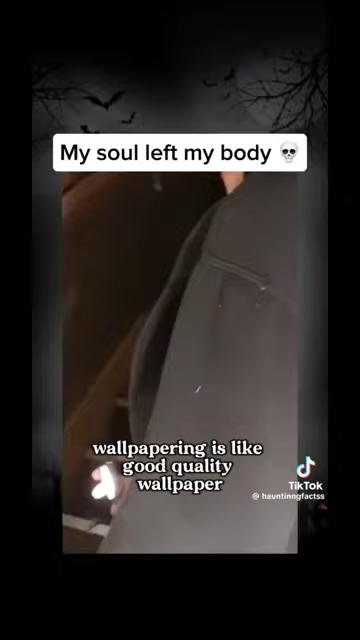 My soul left my body 💀
wallpapering is like
good quality
wallpaper
TikTok
@ hauntinngfactss